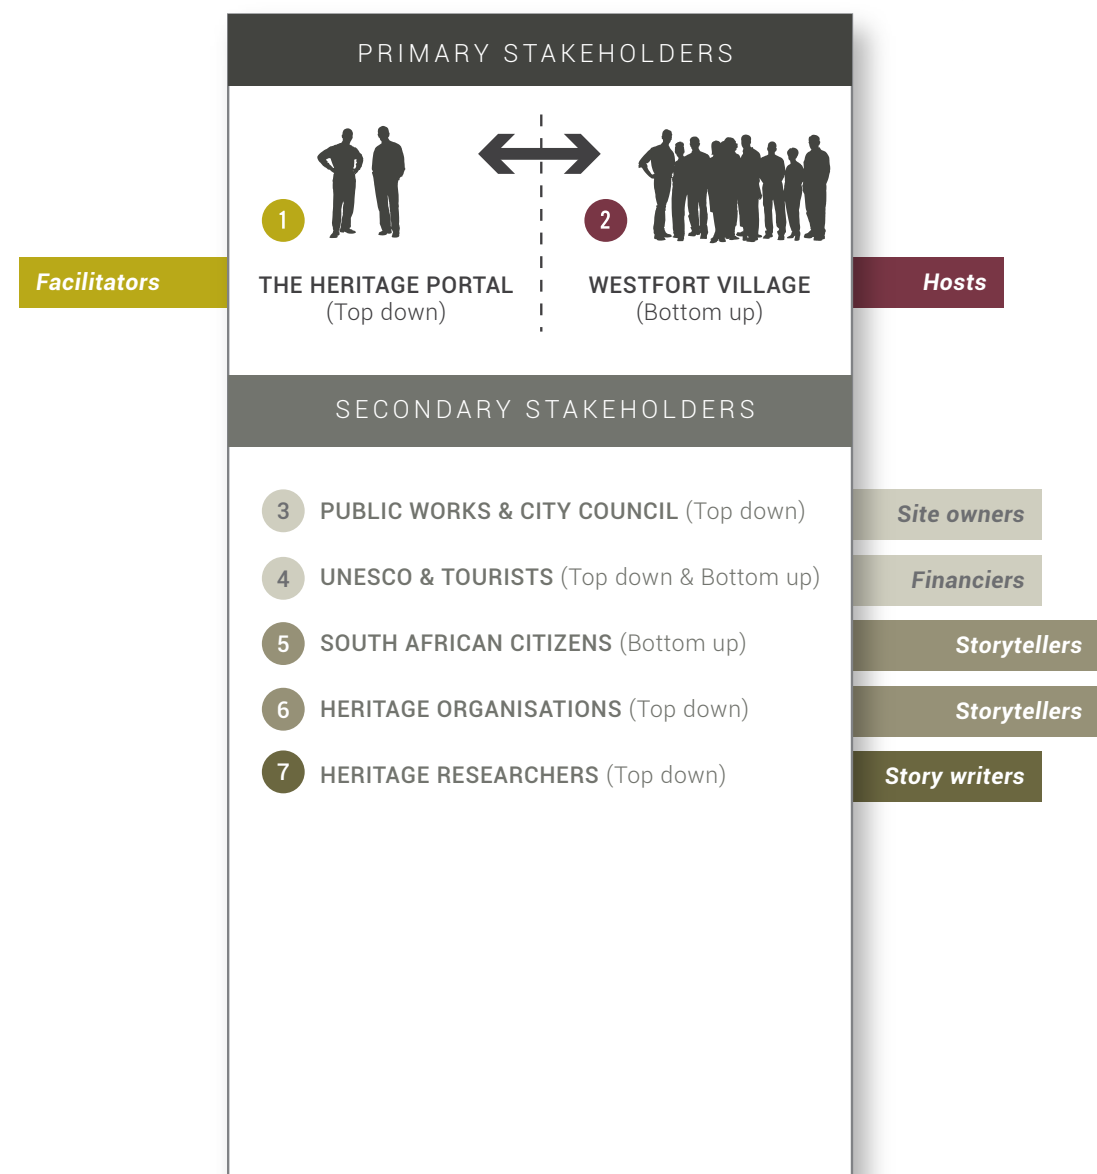 PRIMARY STAKEHOLDERS
1
2
Facilitators
THE HERITAGE PORTAL
(Top down)
WESTFORT VILLAGE
(Bottom up)
Hosts
SECONDARY STAKEHOLDERS
3 PUBLIC WORKS & CITY COUNCIL (Top down) Site owners
4 UNESCO & TOURISTS (Top down & Bottom up) Financiers
5 SOUTH AFRICAN CITIZENS (Bottom up) Storytellers
6 HERITAGE ORGANISATIONS (Top down) Storytellers
7 HERITAGE RESEARCHERS (Top down) Story writers